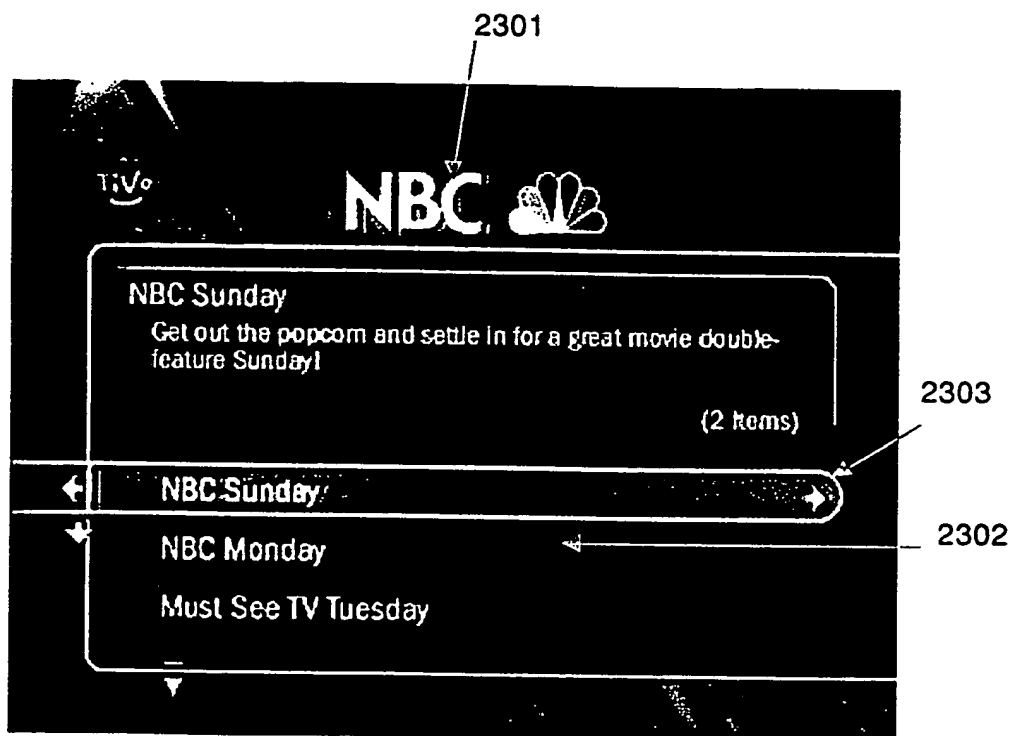 2301
TiVo
NBC
NBC Sunday
Get out the popcorn and settle in for a great movie double-
feature Sunday!
(2 Items)
2303
NBC Sunday
2302
NBC Monday
Must See TV Tuesday